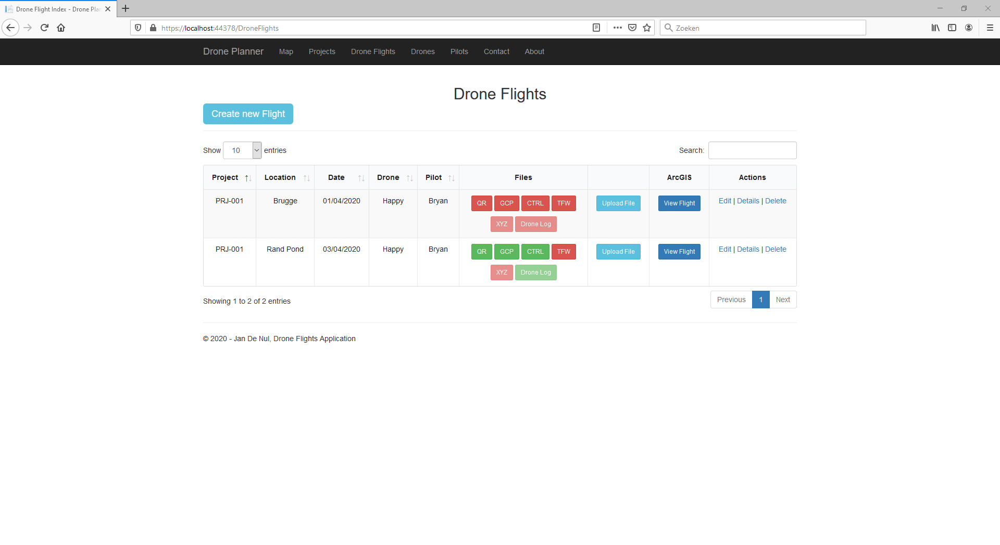 Drone Flight Index - Drone Plan
https://localhost:44378/DroneFlights
Zoeken
Drone Planner Map Projects Drone Flights Drones Pilots Contact About
Drone Flights
Create new Flight
Show 10 entries Search:
Project Location Date Drone Pilot Files ArcGIS Actions
PRJ-001 Brugge 01/04/2020 Happy Bryan QR GCP CTRL TFW Upload File View Flight Edit | Details | Delete
XYZ Drone Log
PRJ-001 Rand Pond 03/04/2020 Happy Bryan QR GCP CTRL TFW Upload File View Flight Edit | Details | Delete
XYZ Drone Log
Showing 1 to 2 of 2 entries Previous 1 Next
© 2020 - Jan De Nul, Drone Flights Application